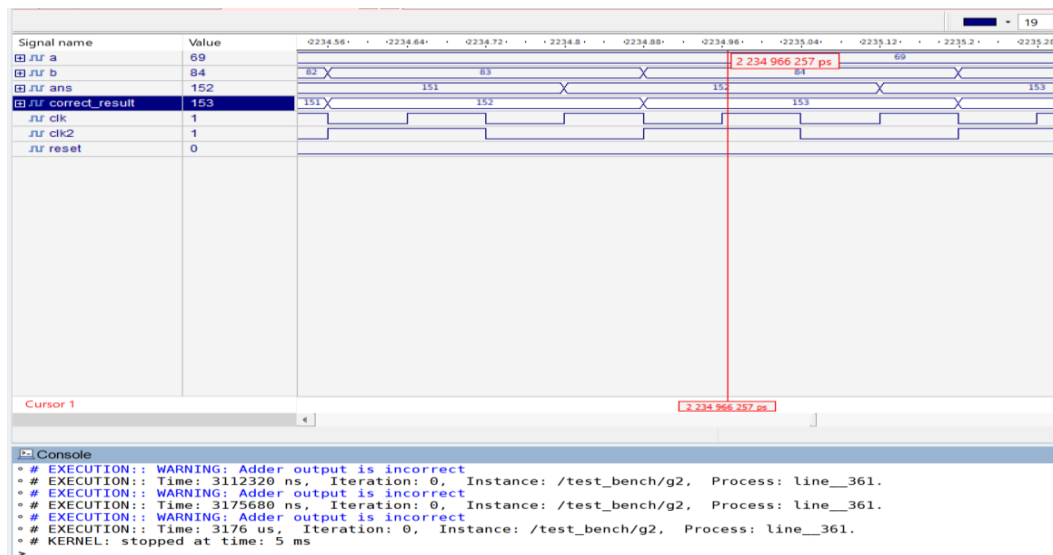 19
Signal name Value 2234.56 2234.64 2234.72 2234.8 2234.88 2234.96 2235.04 2235.12 2235.2 2235.28
a 69 69
2 234 966 257 ps
b 84 82 83 84
ans 152 151 152 153
correct_result 153 151 152 153
clk 1
clk2 1
reset 0
Cursor 1 2 234 966 257 ps
Console
# EXECUTION:: WARNING: Adder output is incorrect
# EXECUTION:: Time: 3112320 ns, Iteration: 0, Instance: /test_bench/g2, Process: line__361.
# EXECUTION:: WARNING: Adder output is incorrect
# EXECUTION:: Time: 3175680 ns, Iteration: 0, Instance: /test_bench/g2, Process: line__361.
# EXECUTION:: WARNING: Adder output is incorrect
# EXECUTION:: Time: 3176 us, Iteration: 0, Instance: /test_bench/g2, Process: line__361.
# KERNEL: stopped at time: 5 ms
>